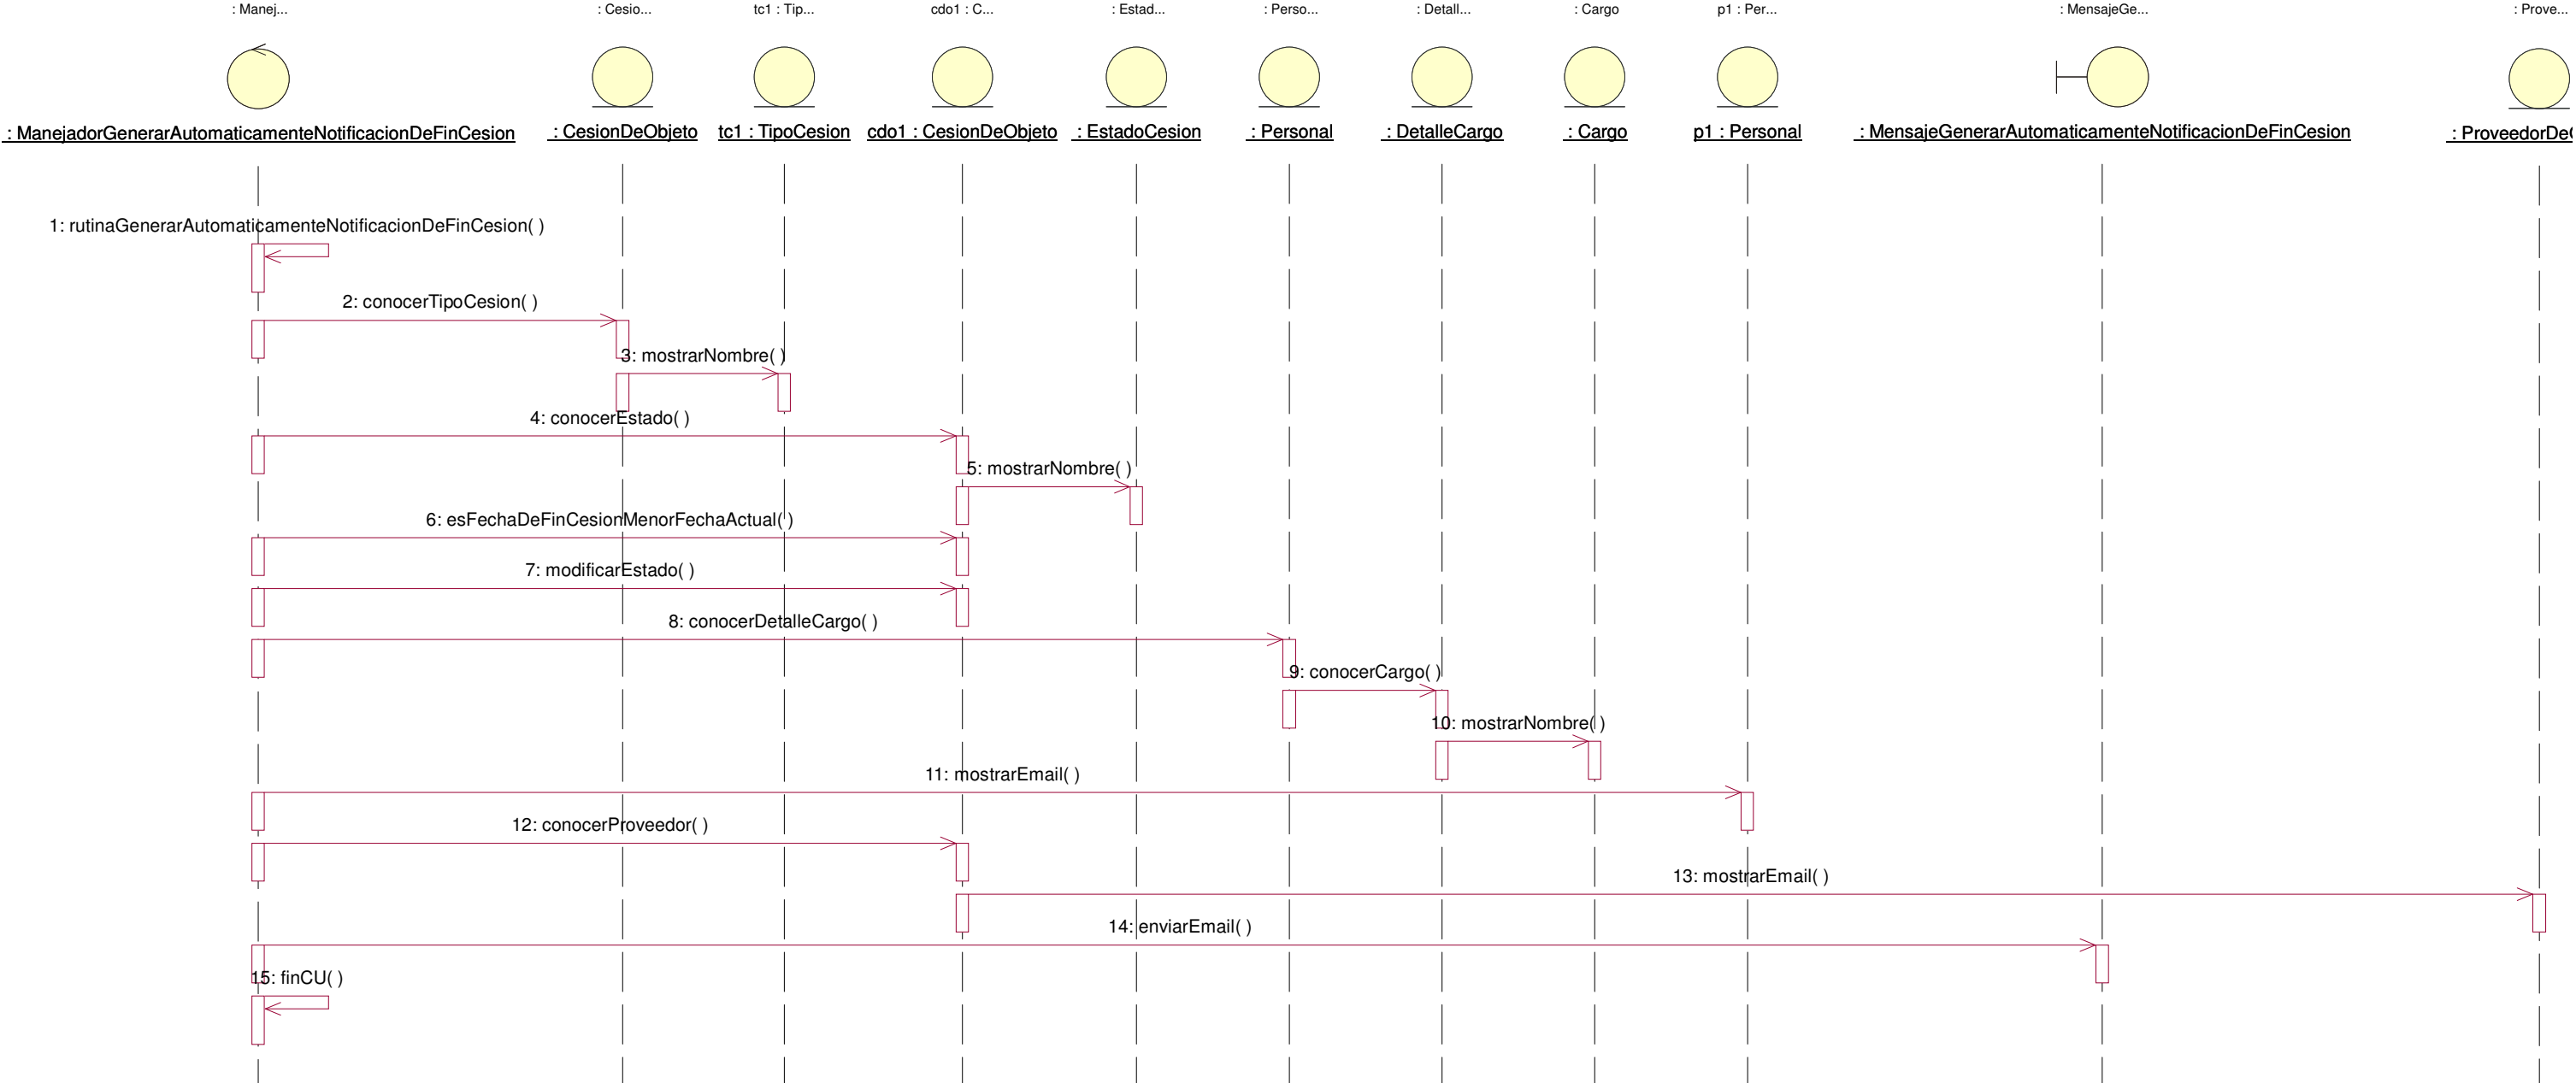 : Manej...
: Cesio...
tc1 : Tip...
cdo1 : C...
: Estad...
: Perso...
: Detall...
: Cargo
p1 : Per...
: MensajeGe...
: Prove...
: ManejadorGenerarAutomaticamenteNotificacionDeFinCesion
: CesionDeObjeto
tc1 : TipoCesion
cdo1 : CesionDeObjeto
: EstadoCesion
: Personal
: DetalleCargo
: Cargo
p1 : Personal
: MensajeGenerarAutomaticamenteNotificacionDeFinCesion
: ProveedorDe
1: rutinaGenerarAutomaticamenteNotificacionDeFinCesion( )
2: conocerTipoCesion( )
3: mostrarNombre( )
4: conocerEstado( )
5: mostrarNombre( )
6: esFechaDeFinCesionMenorFechaActual( )
7: modificarEstado( )
8: conocerDetalleCargo( )
9: conocerCargo( )
10: mostrarNombre( )
11: mostrarEmail( )
12: conocerProveedor( )
13: mostrarEmail( )
14: enviarEmail( )
15: finCU( )